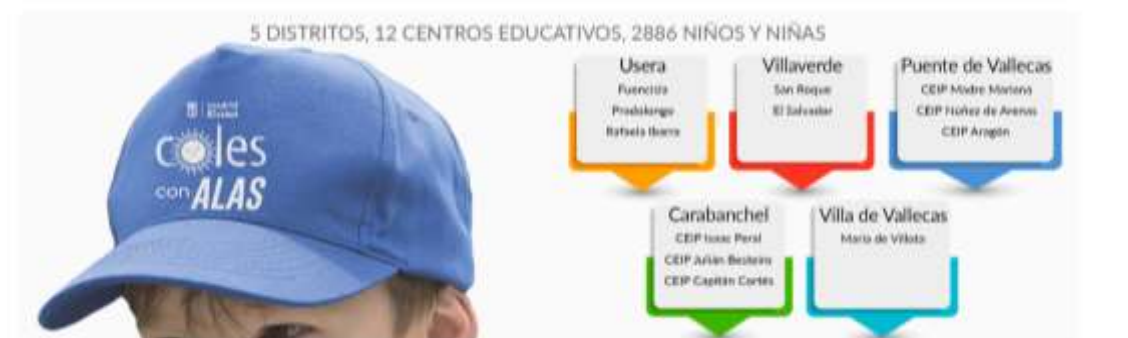 5 DISTRITOS, 12 CENTROS EDUCATIVOS, 2886 NIÑOS Y NIÑAS
coles
con ALAS
Usera
Fuencisla
Pradolongo
Rafaela Ibarra
Villaverde
San Roque
El Salvador
Puente de Vallecas
CEIP Madre Mariana
CEIP Núñez de Arenas
CEIP Aragón
Carabanchel
CEIP Isaac Peral
CEIP Julián Besteiro
CEIP Capitán Cortés
Villa de Vallecas
María de Villota